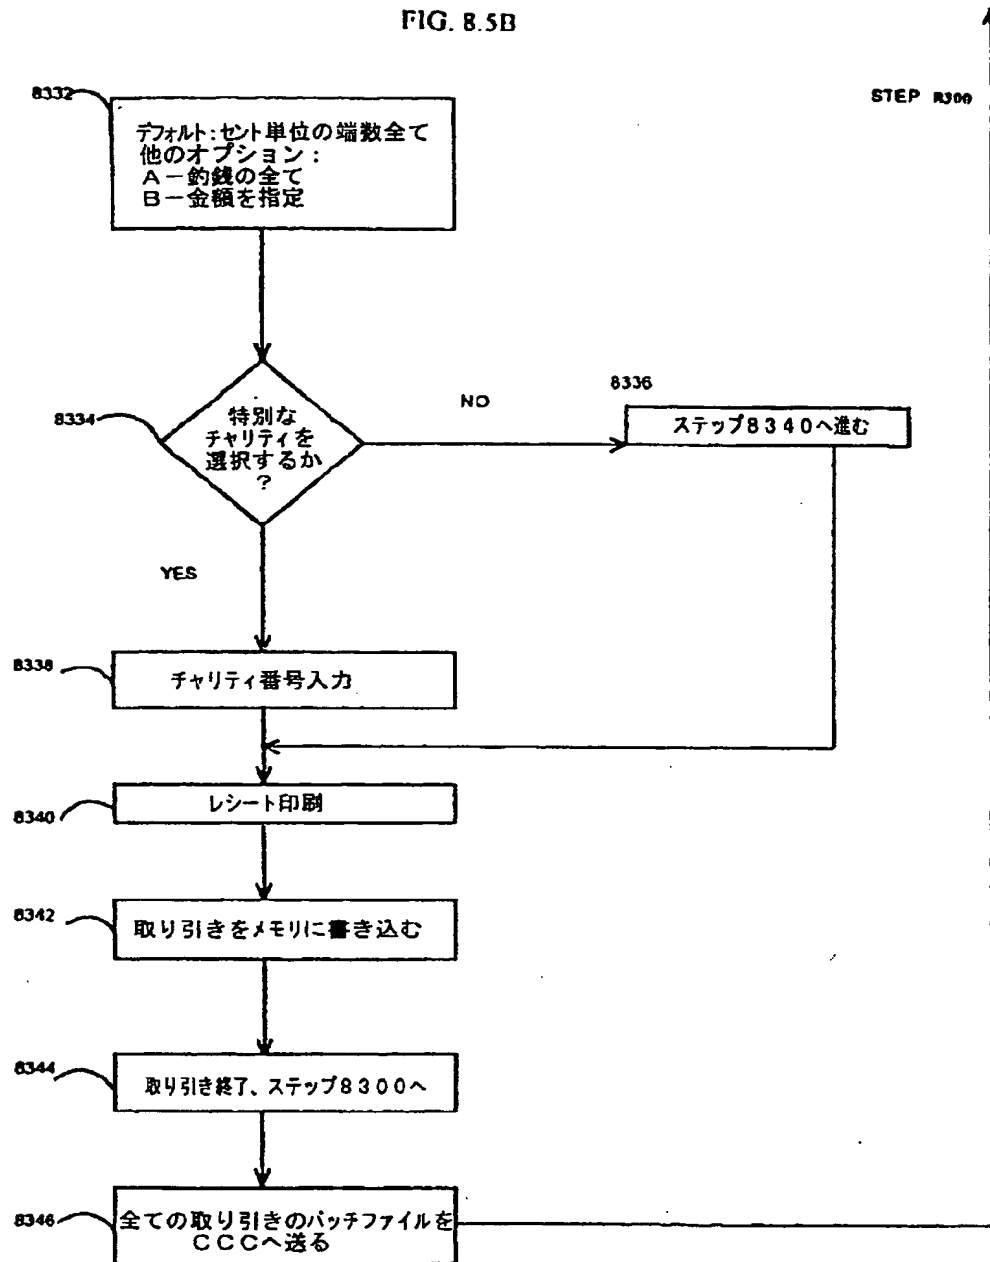 FIG. 8.5B
8332
STEP 8300
デフォルト：セント単位の端数全て
他のオプション：
A－釣銭の全て
B－金額を指定
8334
特別な
チャリティを
選択するか
？
NO
8336
ステップ8340へ進む
YES
8338
チャリティ番号入力
8340
レシート印刷
8342
取り引きをメモリに書き込む
8344
取り引き終了、ステップ8300へ
8346
全ての取り引きのバッチファイルを
CCCへ送る